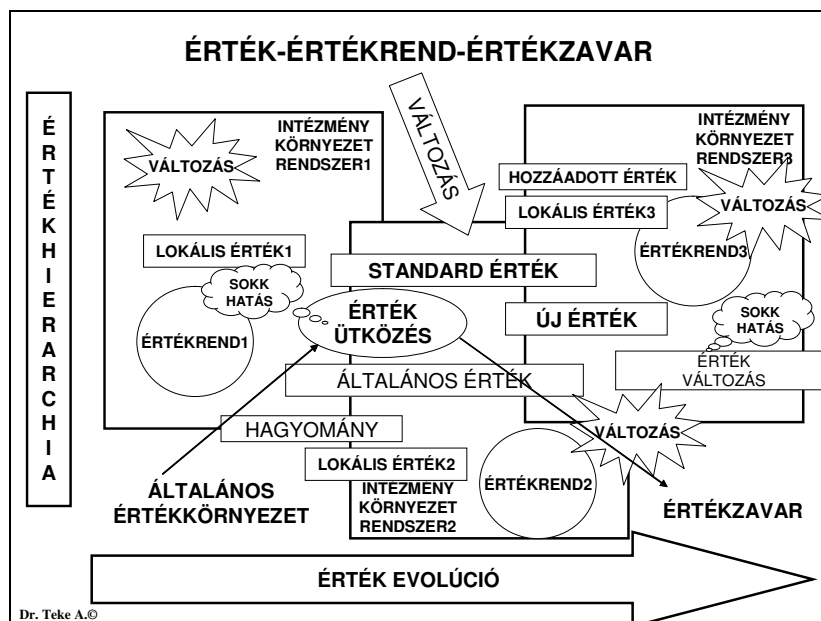 ÉRTÉK-ÉRTÉKREND-ÉRTÉKZAVAR
ÉRTÉKHIERARCHIA
VÁLTOZÁS
INTÉZMÉNY
KÖRNYEZET
RENDSZER1
VÁLTOZÁS
INTÉZMÉNY
KÖRNYEZET
RENDSZER3
VÁLTOZÁS
HOZZÁADOTT ÉRTÉK
LOKÁLIS ÉRTÉK3
ÉRTÉKREND3
LOKÁLIS ÉRTÉK1
SOKK
HATÁS
ÉRTÉKREND1
STANDARD ÉRTÉK
ÉRTÉK
ÜTKÖZÉS
ÚJ ÉRTÉK
SOKK
HATÁS
ÉRTÉK
VÁLTOZÁS
ÁLTALÁNOS ÉRTÉK
HAGYOMÁNY
VÁLTOZÁS
LOKÁLIS ÉRTÉK2
INTÉZMÉNY
KÖRNYEZET
RENDSZER2
ÉRTÉKREND2
ÁLTALÁNOS
ÉRTÉKKÖRNYEZET
ÉRTÉKZAVAR
ÉRTÉK EVOLÚCIÓ
Dr. Teke A.©